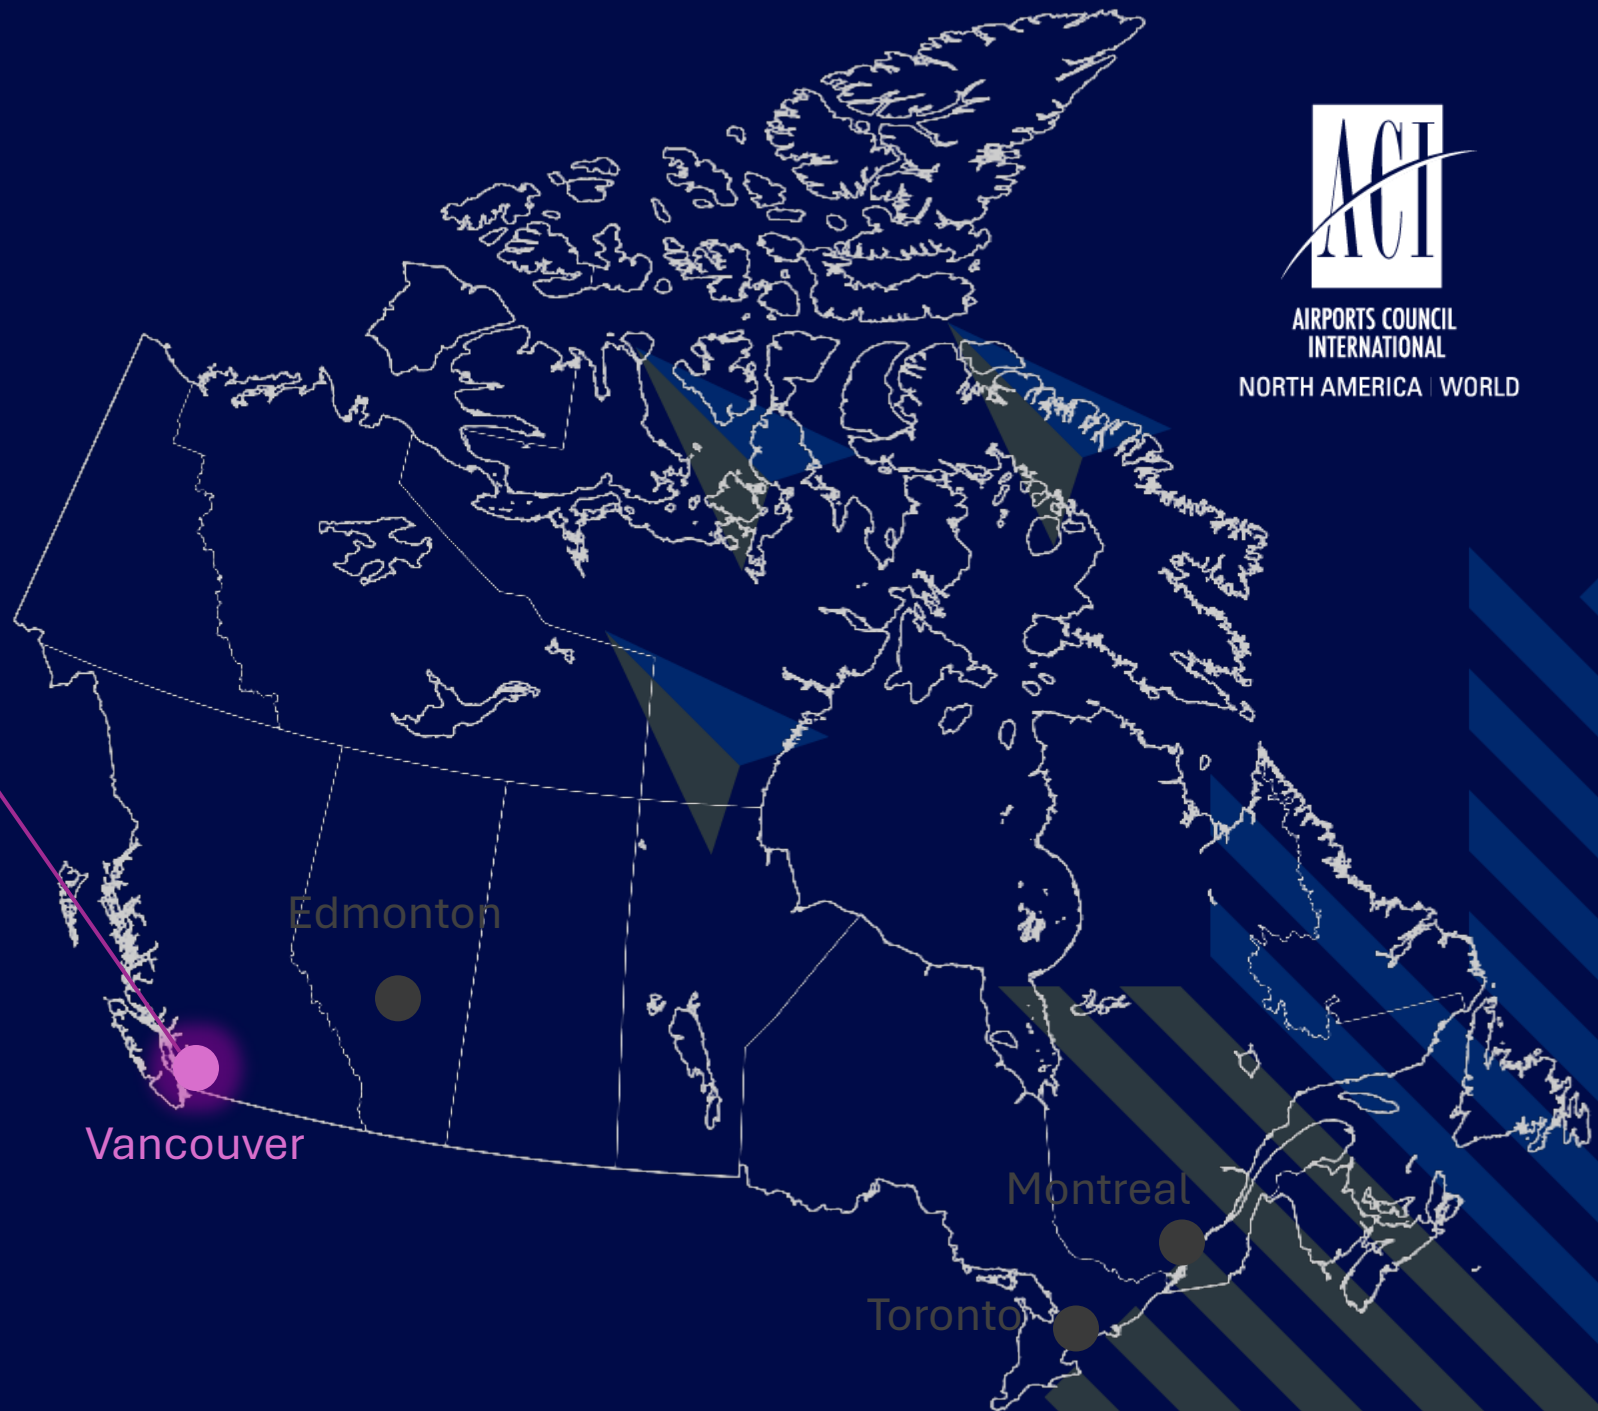 ACI
AIRPORTS COUNCIL
INTERNATIONAL
NORTH AMERICA | WORLD
Edmonton
Vancouver
Montreal
Toronto